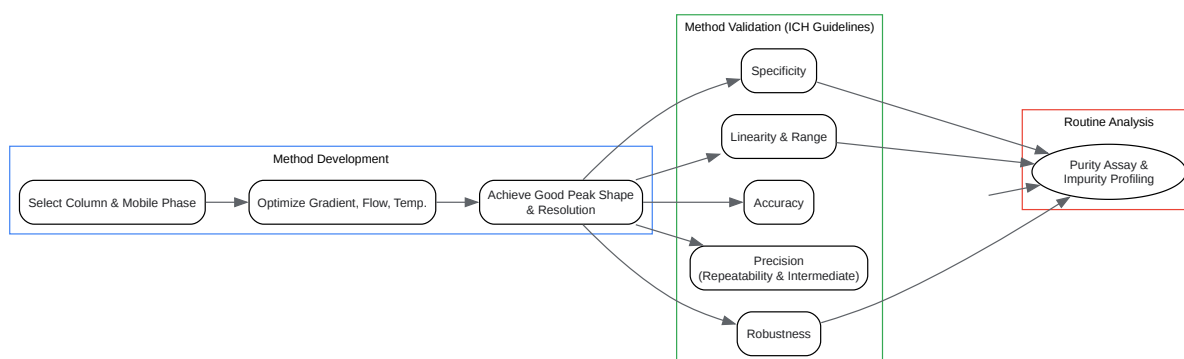 Method Development
Select Column & Mobile Phase
Optimize Gradient, Flow, Temp.
Achieve Good Peak Shape
& Resolution
Method Validation (ICH Guidelines)
Specificity
Linearity & Range
Accuracy
Precision
(Repeatability & Intermediate)
Robustness
Routine Analysis
Purity Assay &
Impurity Profiling